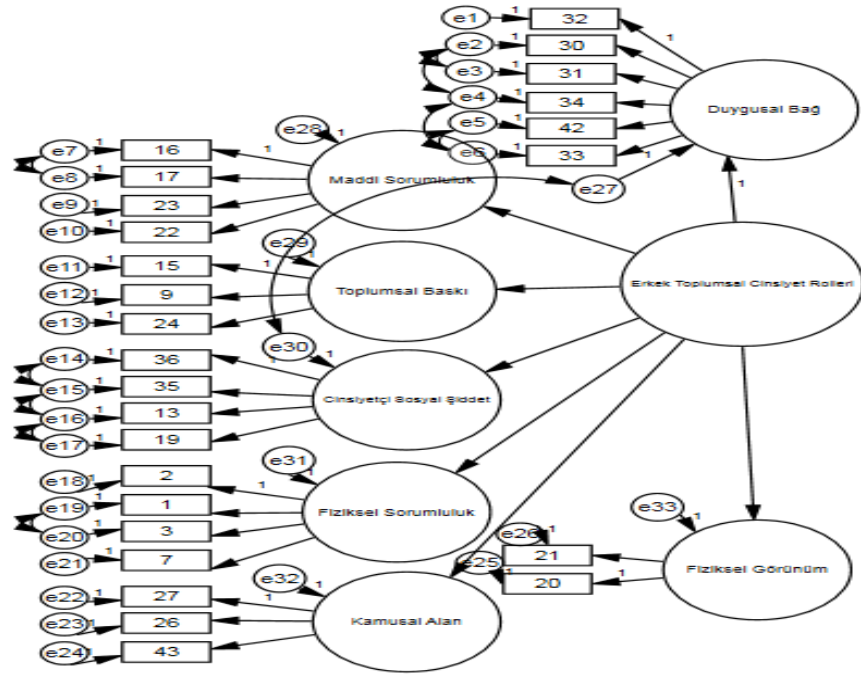 e1 1 32
e2 1 30
e3 1 31
e4 1 34
e5 1 42
e6 1 33
Duygusal Bağ
1
1
e27
1
e28 1
e7 1 16
e8 1 17
e9 1 23
e10 1 22
1
Maddi Sorumluluk
Erkek Toplumsal Cinsiyet Rolleri
e29 1
e11 1 15
e12 1 9
e13 1 24
1
Toplumsal Baskı
e30 1
e14 1 36
e15 1 35
e16 1 13
e17 1 19
1
Cinsiyetçi Sosyal Şiddet
e31 1
e18 1 2
e19 1 1
e20 1 3
e21 1 7
1
Fiziksel Sorumluluk
e33 1
e26 1 21
e25 1 20
1
Fiziksel Görünüm
e32 1
e22 1 27
e23 1 26
e24 1 43
1
Kamusal Alan